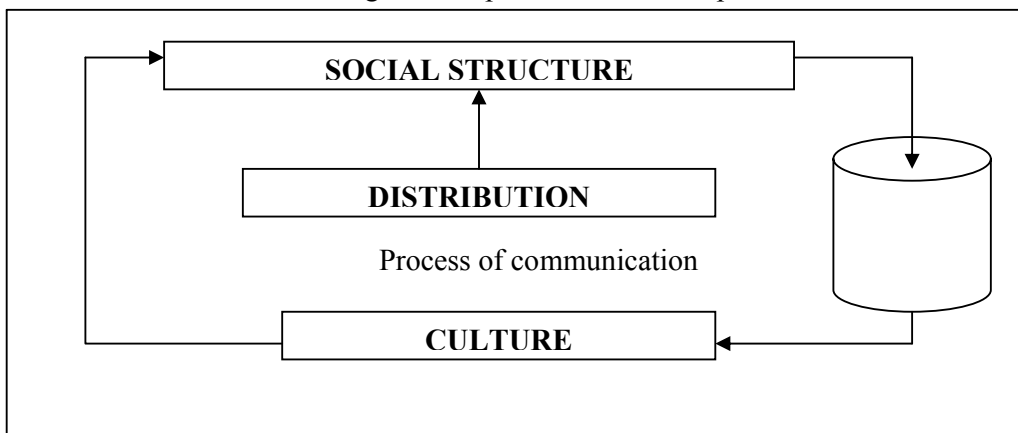 SOCIAL STRUCTURE
DISTRIBUTION
Process of communication
CULTURE